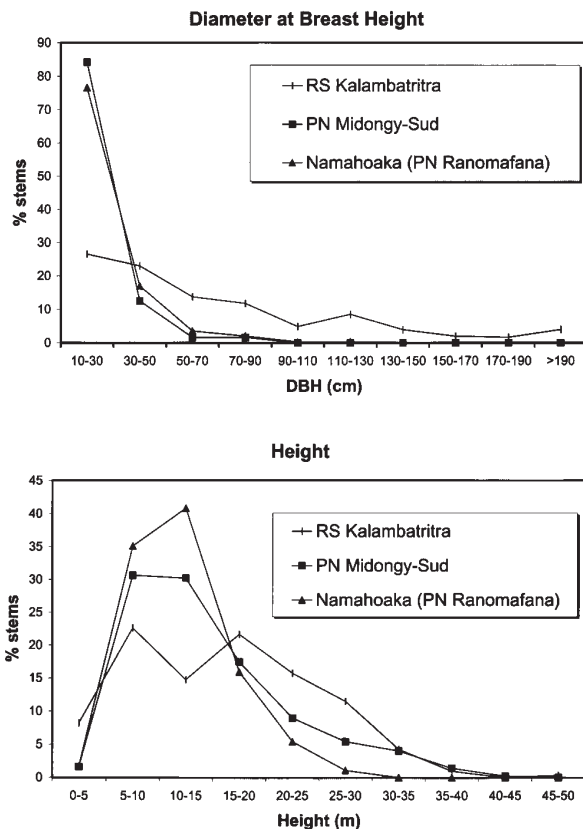 Diameter at Breast Height
90
80
70
60
50
40
30
20
10
0
% stems
RS Kalambatritra
PN Midongy-Sud
Namahoaka (PN Ranomafana)
10-30 30-50 50-70 70-90 90-110 110-130 130-150 150-170 170-190 >190
DBH (cm)
Height
45
40
35
30
25
20
15
10
5
0
% stems
RS Kalambatritra
PN Midongy-Sud
Namahoaka (PN Ranomafana)
0-5 5-10 10-15 15-20 20-25 25-30 30-35 35-40 40-45 45-50
Height (m)